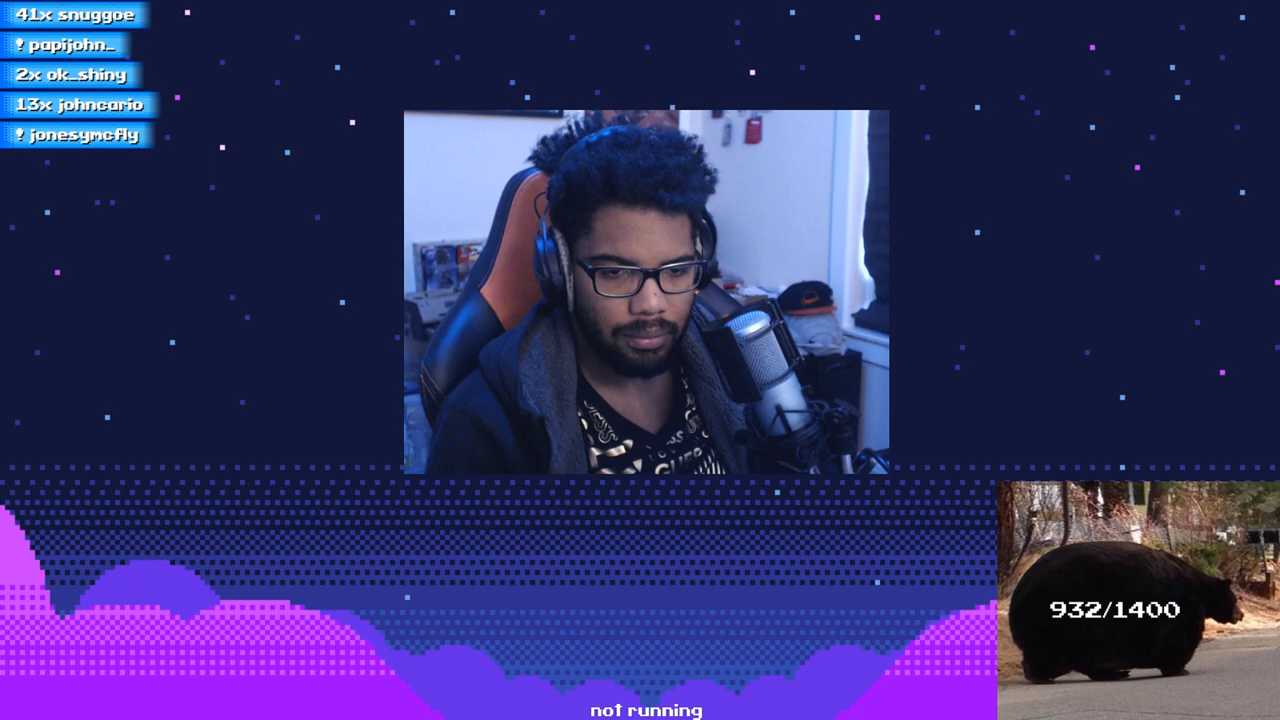 41x snuggoe
! papijohn_
2x ok_shiny
13x johncario
! jonesymcfly
932/1400
not running